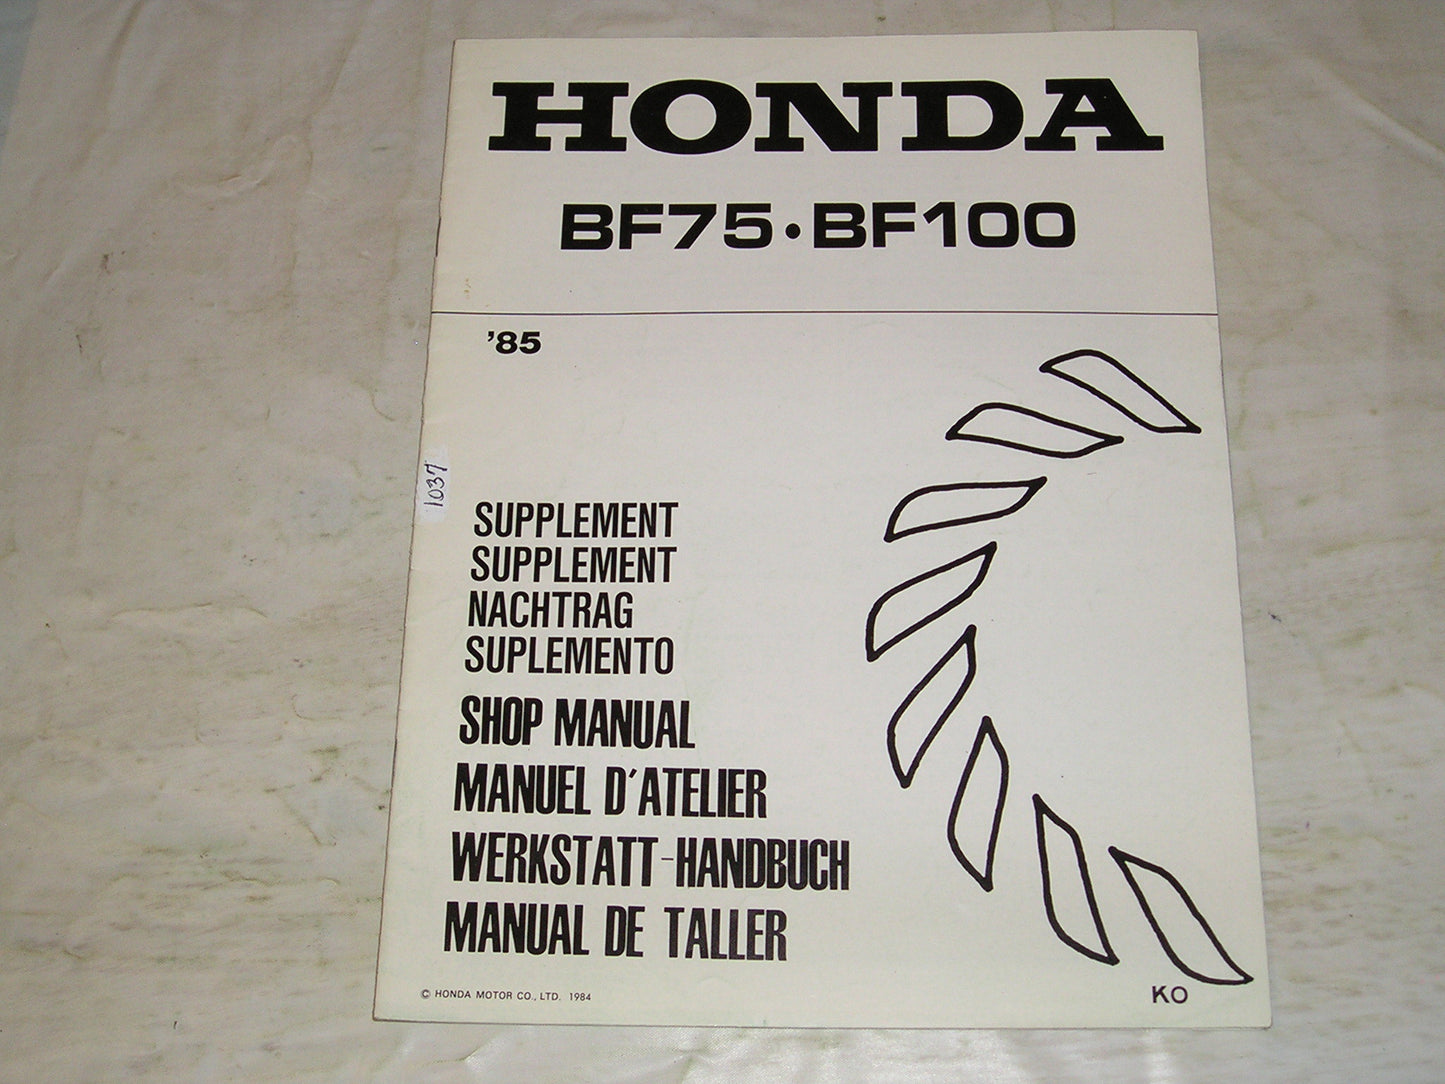 HONDA
BF75·BF100
'85
1037
SUPPLEMENT
SUPPLEMENT
NACHTRAG
SUPLEMENTO
SHOP MANUAL
MANUEL D'ATELIER
WERKSTATT-HANDBUCH
MANUAL DE TALLER
© HONDA MOTOR CO., LTD. 1984
KO